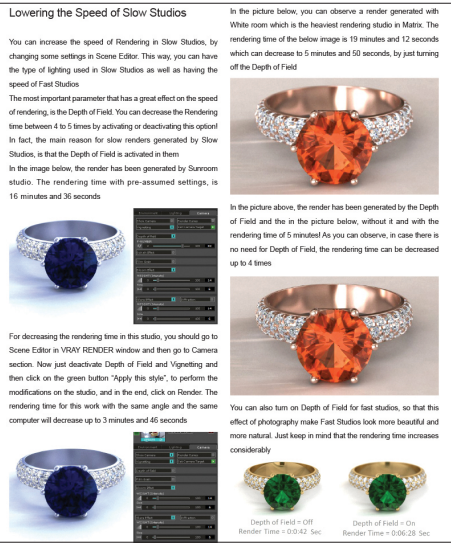 Lowering the Speed of Slow Studios
You can increase the speed of Rendering in Slow Studios, by
changing some settings in Scene Editor. This way, you can have
the type of lighting used in Slow Studios as well as having the
speed of Fast Studios
The most important parameter that has a great effect on the speed
of rendering, is the Depth of Field. You can decrease the Rendering
time between 4 to 5 times by activating or deactivating this option!
In fact, the main reason for slow renders generated by Slow
Studios, is that the Depth of Field is activated in them
In the image below, the render has been generated by Sunroom
studio. The rendering time with pre-assumed settings, is
16 minutes and 36 seconds
Camera
For decreasing the rendering time in this studio, you should go to
Scene Editor in VRAY RENDER window and then go to Camera
section. Now just deactivate Depth of Field and Vignetting and
then click on the green button "Apply this style", to perform the
modifications on the studio, and in the end, click on Render. The
rendering time for this work with the same angle and the same
computer will decrease up to 3 minutes and 46 seconds
Camera
In the picture below, you can observe a render generated with
White room which is the heaviest rendering studio in Matrix. The
rendering time of the below image is 19 minutes and 12 seconds
which can decrease to 5 minutes and 50 seconds, by just turning
off the Depth of Field
In the picture above, the render has been generated by the Depth
of Field and the in the picture below, without it and with the
rendering time of 5 minutes! As you can observe, in case there is
no need for Depth of Field, the rendering time can be decreased
up to 4 times
You can also turn on Depth of Field for fast studios, so that this
effect of photography make Fast Studios look more beautiful and
more natural. Just keep in mind that the rendering time increases
considerably
Depth of Field = Off
Render Time = 0:0:42 Sec
Depth of Field = On
Render Time = 0:06:28 Sec